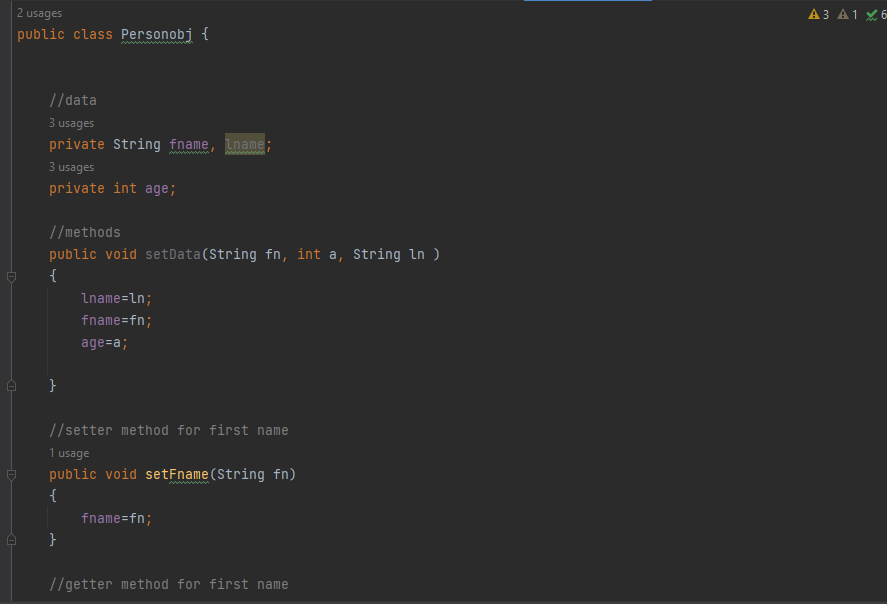 2 usages
3 1 6
public class Personobj {
//data
3 usages
private String fname, lname;
3 usages
private int age;
//methods
public void setData(String fn, int a, String ln )
{
lname=ln;
fname=fn;
age=a;
}
//setter method for first name
1 usage
public void setFname(String fn)
{
fname=fn;
}
//getter method for first name